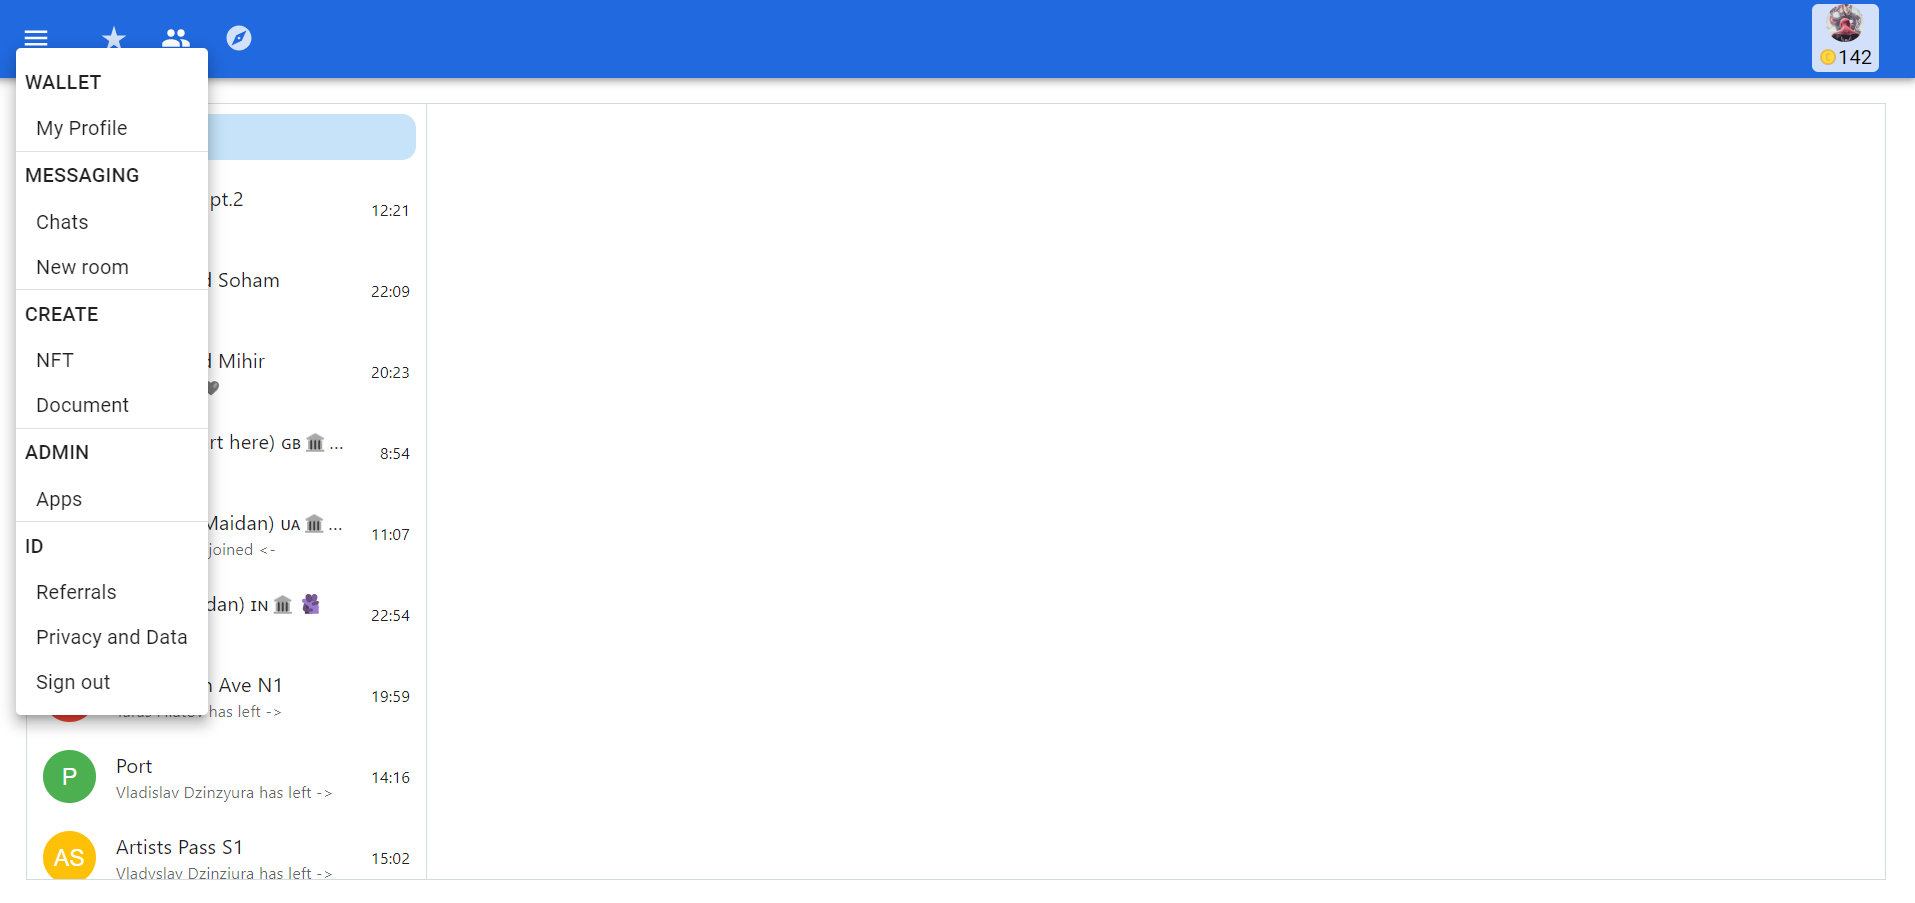 142
WALLET
My Profile
MESSAGING
Chats
New room
CREATE
NFT
Document
ADMIN
Apps
ID
Referrals
Privacy and Data
Sign out
pt.2
12:21
Soham
22:09
Mihir
20:23
rt here) GB 🏛 ...
8:54
Maidan) UA 🏛 ...
joined <-
11:07
dan) IN 🏛
22:54
Ave N1
has left ->
19:59
P
Port
Vladislav Dzinzyura has left ->
14:16
AS
Artists Pass S1
Vladyslav Dzinziura has left ->
15:02